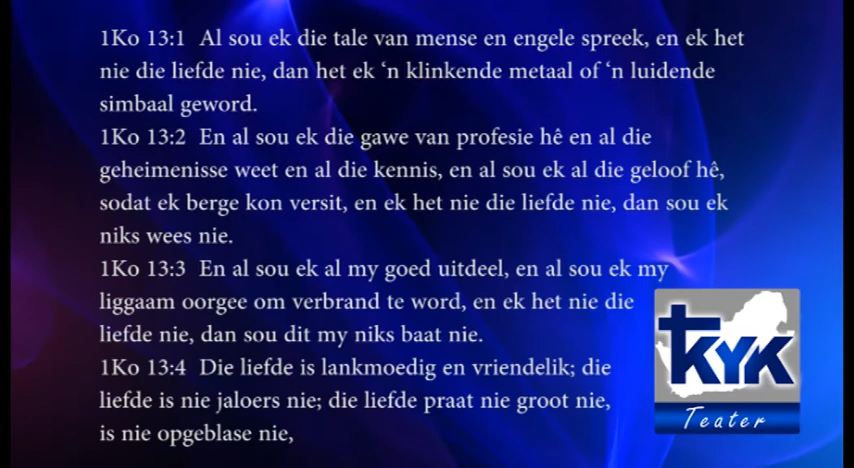 1Ko 13:1 Al sou ek die tale van mense en engele spreek, en ek het
nie die liefde nie, dan het ek ‘n klinkende metaal of ‘n luidende
simbaal geword.
1Ko 13:2 En al sou ek die gawe van profesie hê en al die
geheimenisse weet en al die kennis, en al sou ek al die geloof hê,
sodat ek berge kon versit, en ek het nie die liefde nie, dan sou ek
niks wees nie.
1Ko 13:3 En al sou ek al my goed uitdeel, en al sou ek my
liggaam oorgee om verbrand te word, en ek het nie die
liefde nie, dan sou dit my niks baat nie.
1Ko 13:4 Die liefde is lankmoedig en vriendelik; die
liefde is nie jaloers nie; die liefde praat nie groot nie,
is nie opgeblase nie,
tKYK
Teater